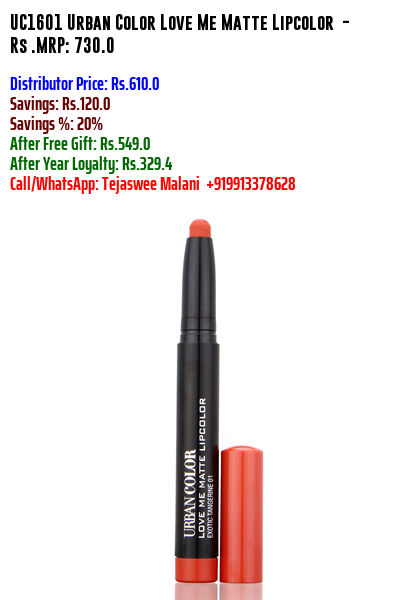 UC1601 Urban Color Love Me Matte Lipcolor -
Rs .MRP: 730.0
Distributor Price: Rs.610.0
Savings: Rs.120.0
Savings %: 20%
After Free Gift: Rs.549.0
After Year Loyalty: Rs.329.4
Call/WhatsApp: Tejaswee Malani +919913378628
URBAN COLOR
LOVE ME MATTE LIPCOLOR
EXOTIC TANGERINE 01